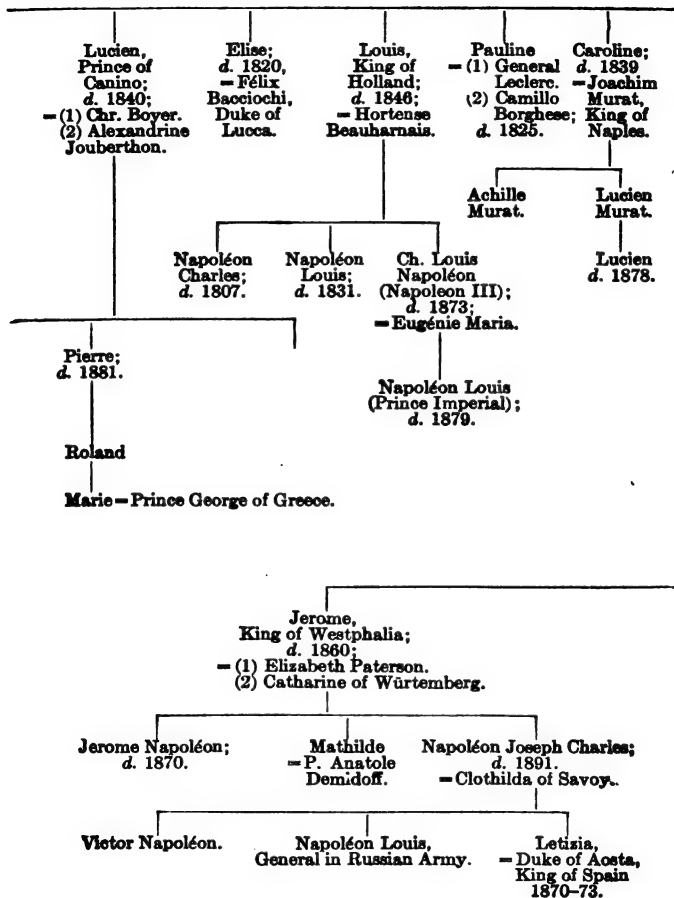 Lucien,
Prince of
Canino;
d. 1840;
=(1) Chr. Boyer.
(2) Alexandrine
Jouberthon.
Elise;
d. 1820,
=Félix
Bacciochi,
Duke of
Lucca.
Louis,
King of
Holland;
d. 1846;
=Hortense
Beauharnais.
Pauline
=(1) General
Leclerc.
(2) Camillo
Borghese;
d. 1825.
Caroline;
d. 1839
=Joachim
Murat,
King of
Naples.
Achille
Murat.
Lucien
Murat.
Napoléon
Charles;
d. 1807.
Napoléon
Louis;
d. 1831.
Ch. Louis
Napoléon
(Napoleon III);
d. 1873;
=Eugénie Maria.
Lucien
d. 1878.
Pierre;
d. 1881.
Napoléon Louis
(Prince Imperial);
d. 1879.
Roland
Marie=Prince George of Greece.
Jerome,
King of Westphalia;
d. 1860;
=(1) Elizabeth Paterson.
(2) Catharine of Würtemberg.
Jerome Napoléon;
d. 1870.
Mathilde
=P. Anatole
Demidoff.
Napoléon Joseph Charles;
d. 1891.
=Clothilda of Savoy.
Victor Napoléon.
Napoléon Louis,
General in Russian Army.
Letizia,
=Duke of Aosta,
King of Spain
1870–73.